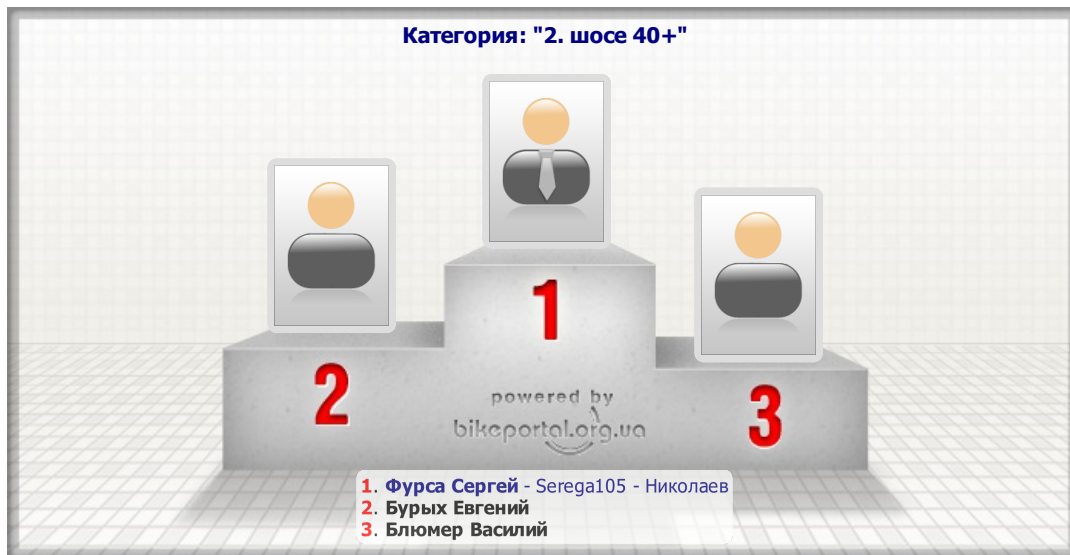 Категория: "2. шосе 40+"
1
2
3
powered by
bikeportal.org.ua
1. Фурса Сергей - Serega105 - Николаев
2. Бурых Евгений
3. Блюмер Василий